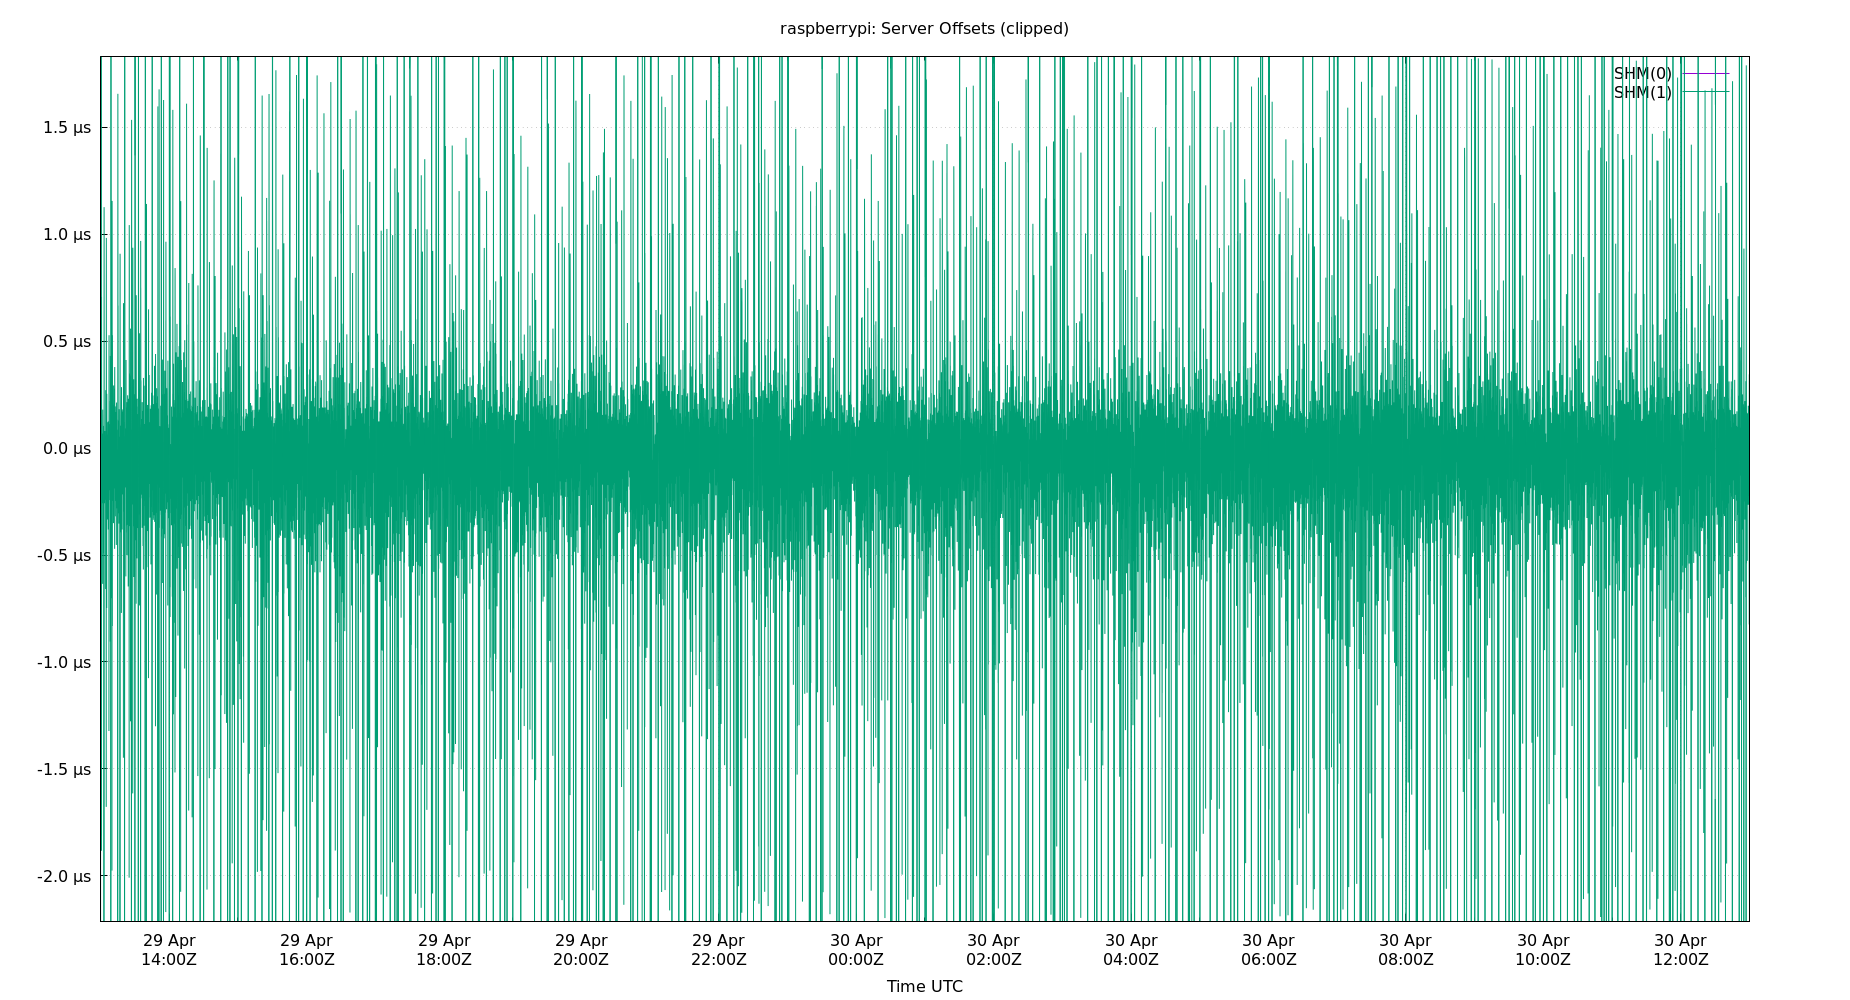 raspberrypi: Server Offsets (clipped)
SHM(0)
SHM(1)
1.5 µs
1.0 µs
0.5 µs
0.0 µs
-0.5 µs
-1.0 µs
-1.5 µs
-2.0 µs
29 Apr 29 Apr 29 Apr 29 Apr 29 Apr 30 Apr 30 Apr 30 Apr 30 Apr 30 Apr 30 Apr 30 Apr
14:00Z 16:00Z 18:00Z 20:00Z 22:00Z 00:00Z 02:00Z 04:00Z 06:00Z 08:00Z 10:00Z 12:00Z
Time UTC